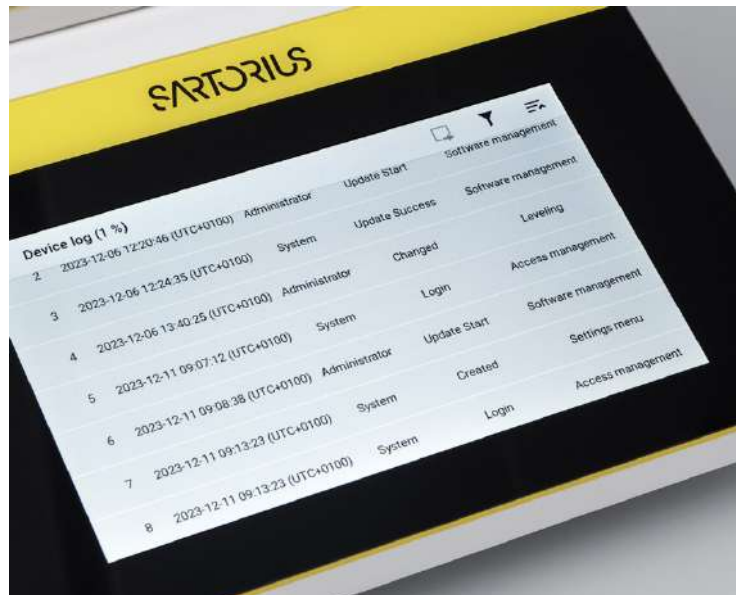 SARTORIUS
Device log (1 %)
2 2023-12-06 12:20:46 (UTC+0100) Administrator Update Start Software management
3 2023-12-06 12:24:35 (UTC+0100) System Update Success Software management
4 2023-12-06 13:40:25 (UTC+0100) Administrator Changed Leveling
5 2023-12-11 09:07:12 (UTC+0100) System Login Access management
6 2023-12-11 09:08:38 (UTC+0100) Administrator Update Start Software management
7 2023-12-11 09:13:23 (UTC+0100) System Created Settings menu
8 2023-12-11 09:13:23 (UTC+0100) System Login Access management